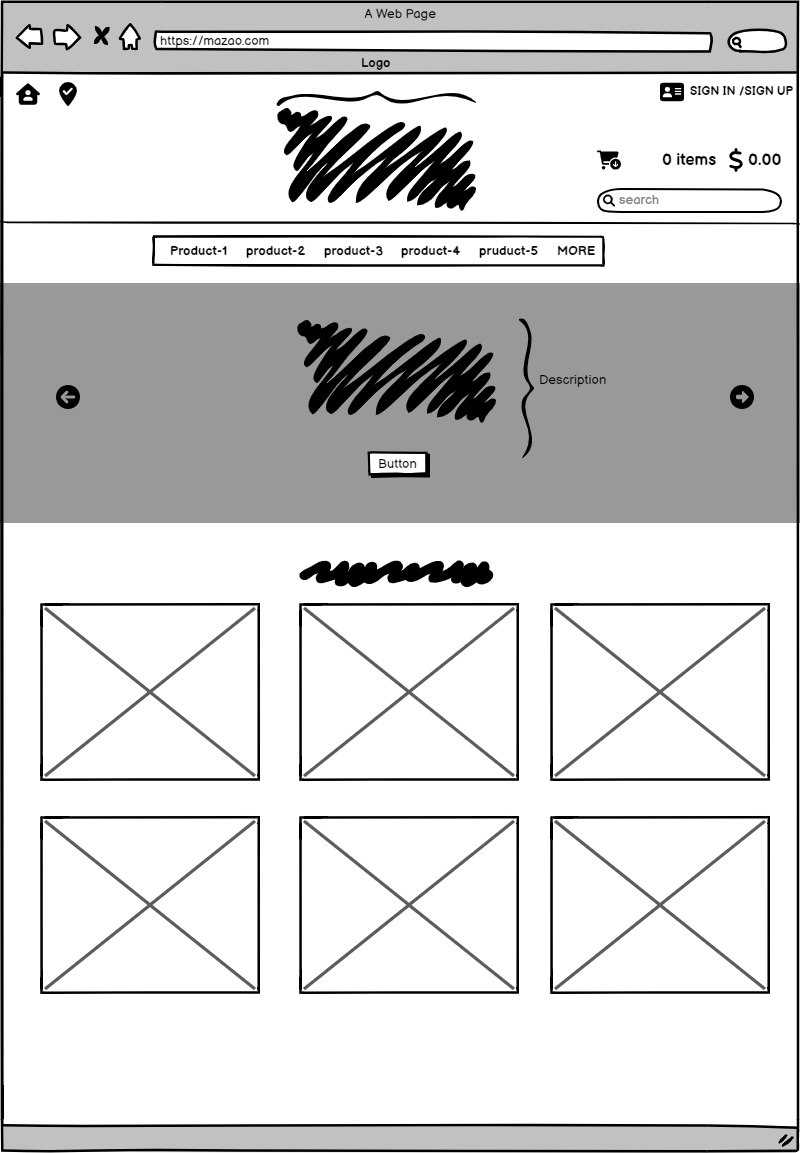 A Web Page
https://mazao.com
Logo
SIGN IN /SIGN UP
0 items $ 0.00
search
Product-1 product-2 product-3 product-4 pruduct-5 MORE
Description
Button